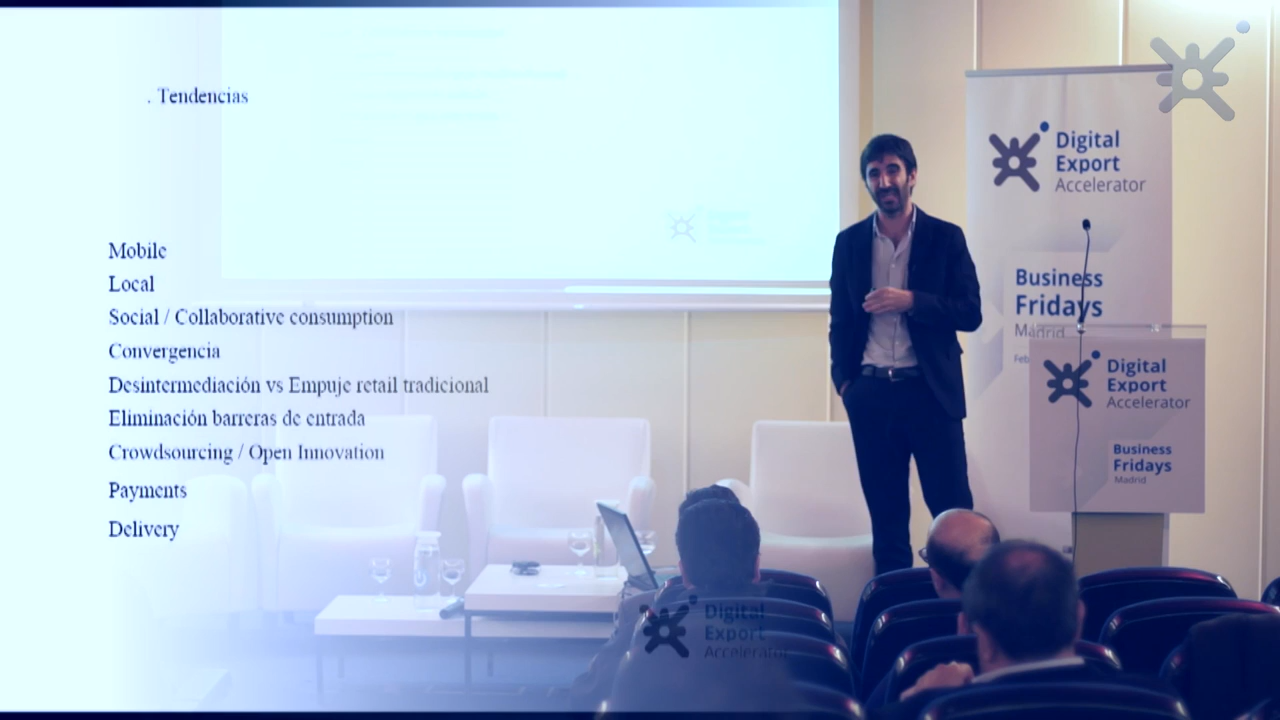 . Tendencias
Mobile
Local
Social / Collaborative consumption
Convergencia
Desintermediación vs Empuje retail tradicional
Eliminación barreras de entrada
Crowdsourcing / Open Innovation
Payments
Delivery
Digital
Export
Accelerator
Business
Fridays
Madrid
Feb
Digital
Export
Accelerator
Business
Fridays
Madrid
Digital
Export
Accelerator